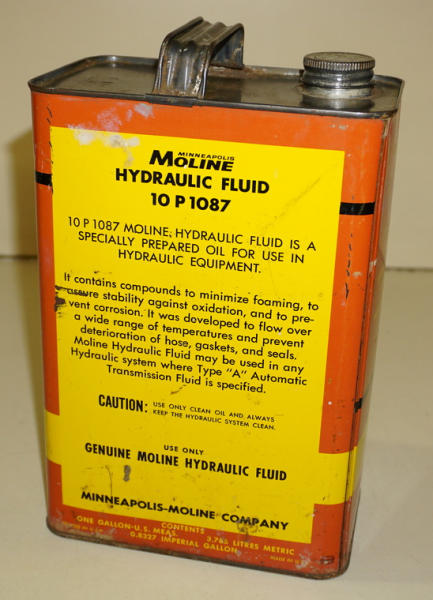 MINNEAPOLIS
MOLINE
HYDRAULIC FLUID
10 P 1087
10 P 1087 MOLINE, HYDRAULIC FLUID IS A
SPECIALLY PREPARED OIL FOR USE IN
HYDRAULIC EQUIPMENT.
It contains compounds to minimize foaming, to
assure stability against oxidation, and to pre-
vent corrosion. It was developed to flow over
a wide range of temperatures and prevent
deterioration of hose, gaskets, and seals.
Moline Hydraulic Fluid may be used in any
Hydraulic system where Type "A" Automatic
Transmission Fluid is specified.
CAUTION: USE ONLY CLEAN OIL AND ALWAYS
KEEP THE HYDRAULIC SYSTEM CLEAN.
USE ONLY
GENUINE MOLINE HYDRAULIC FLUID
MINNEAPOLIS-MOLINE COMPANY
CONTENTS
ONE GALLON-U.S. MEAS. 3.785 LITRES METRIC
0.8327 IMPERIAL GALLON